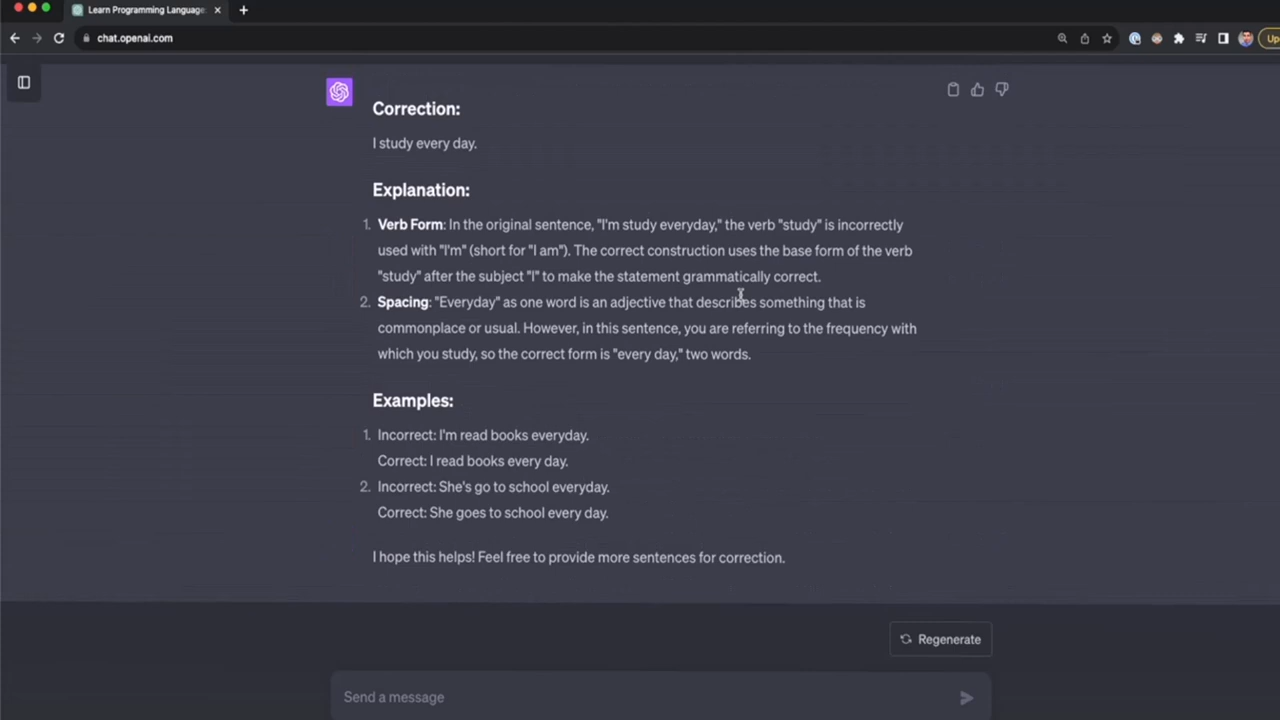 Learn Programming Language
chat.openai.com
Up
Correction:
I study every day.
Explanation:
1. Verb Form: In the original sentence, "I'm study everyday," the verb "study" is incorrectly
used with "I'm" (short for "I am"). The correct construction uses the base form of the verb
"study" after the subject "I" to make the statement grammatically correct.
2. Spacing: "Everyday" as one word is an adjective that describes something that is
commonplace or usual. However, in this sentence, you are referring to the frequency with
which you study, so the correct form is "every day," two words.
Examples:
1. Incorrect: I'm read books everyday.
Correct: I read books every day.
2. Incorrect: She's go to school everyday.
Correct: She goes to school every day.
I hope this helps! Feel free to provide more sentences for correction.
Regenerate
Send a message